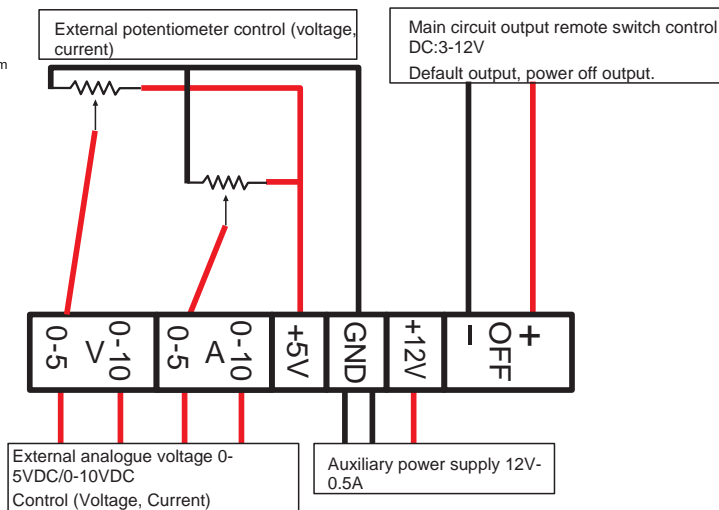 External potentiometer control (voltage,
current)
m
Main circuit output remote switch control
DC:3-12V
Default output, power off output.
0-5 V 0-10
0-5 A 0-10
+5V
GND
+12V
- OFF +
External analogue voltage 0-
5VDC/0-10VDC
Control (Voltage, Current)
Auxiliary power supply 12V-
0.5A